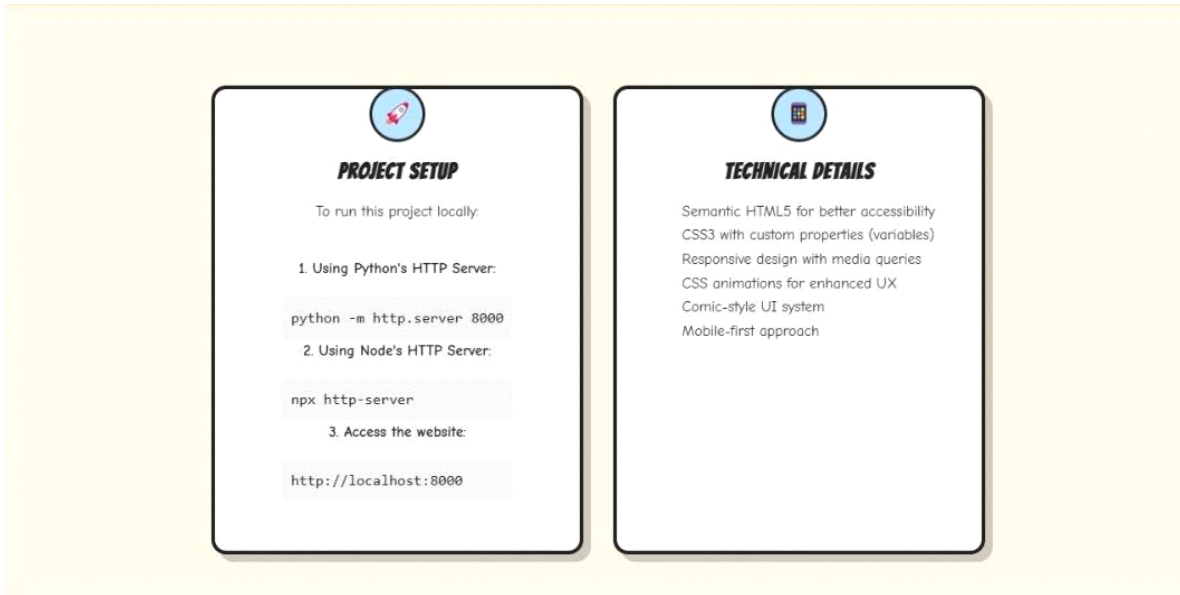 PROJECT SETUP
To run this project locally:
1. Using Python's HTTP Server:
python -m http.server 8000
2. Using Node's HTTP Server:
npx http-server
3. Access the website:
http://localhost:8000
TECHNICAL DETAILS
Semantic HTML5 for better accessibility
CSS3 with custom properties (variables)
Responsive design with media queries
CSS animations for enhanced UX
Comic-style UI system
Mobile-first approach